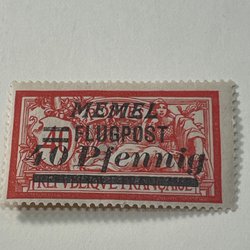 MEMEL
40 FLUGPOST
40 Pfennig
REPUBLIQUE FRANÇAISE